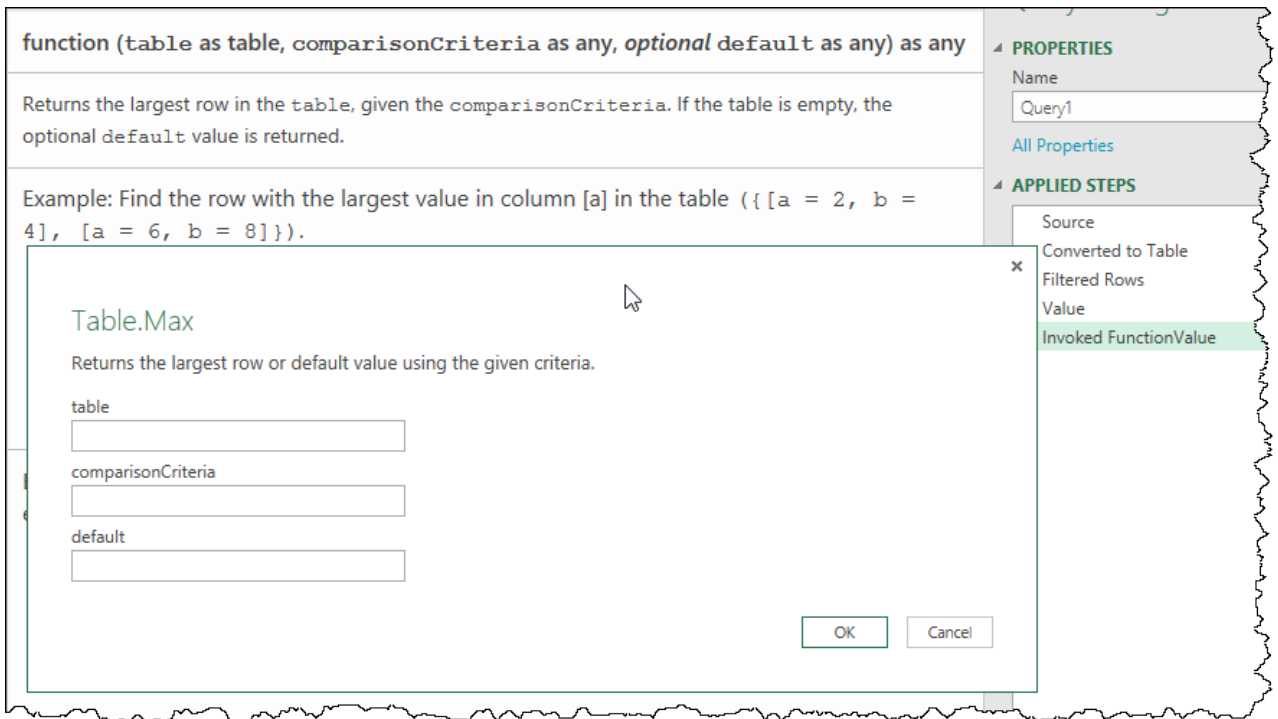 function (table as table, comparisonCriteria as any, optional default as any) as any
Returns the largest row in the table, given the comparisonCriteria. If the table is empty, the
optional default value is returned.
Example: Find the row with the largest value in column [a] in the table ({[a = 2, b =
4], [a = 6, b = 8]}).
Table.Max
Returns the largest row or default value using the given criteria.
table
comparisonCriteria
default
OK
Cancel
PROPERTIES
Name
Query1
All Properties
APPLIED STEPS
Source
Converted to Table
Filtered Rows
Value
Invoked FunctionValue